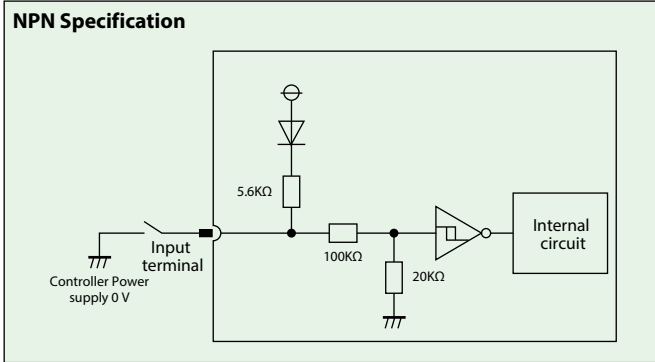 NPN Specification
5.6KΩ
100KΩ
20KΩ
Input
terminal
Controller Power
supply 0 V
Internal
circuit